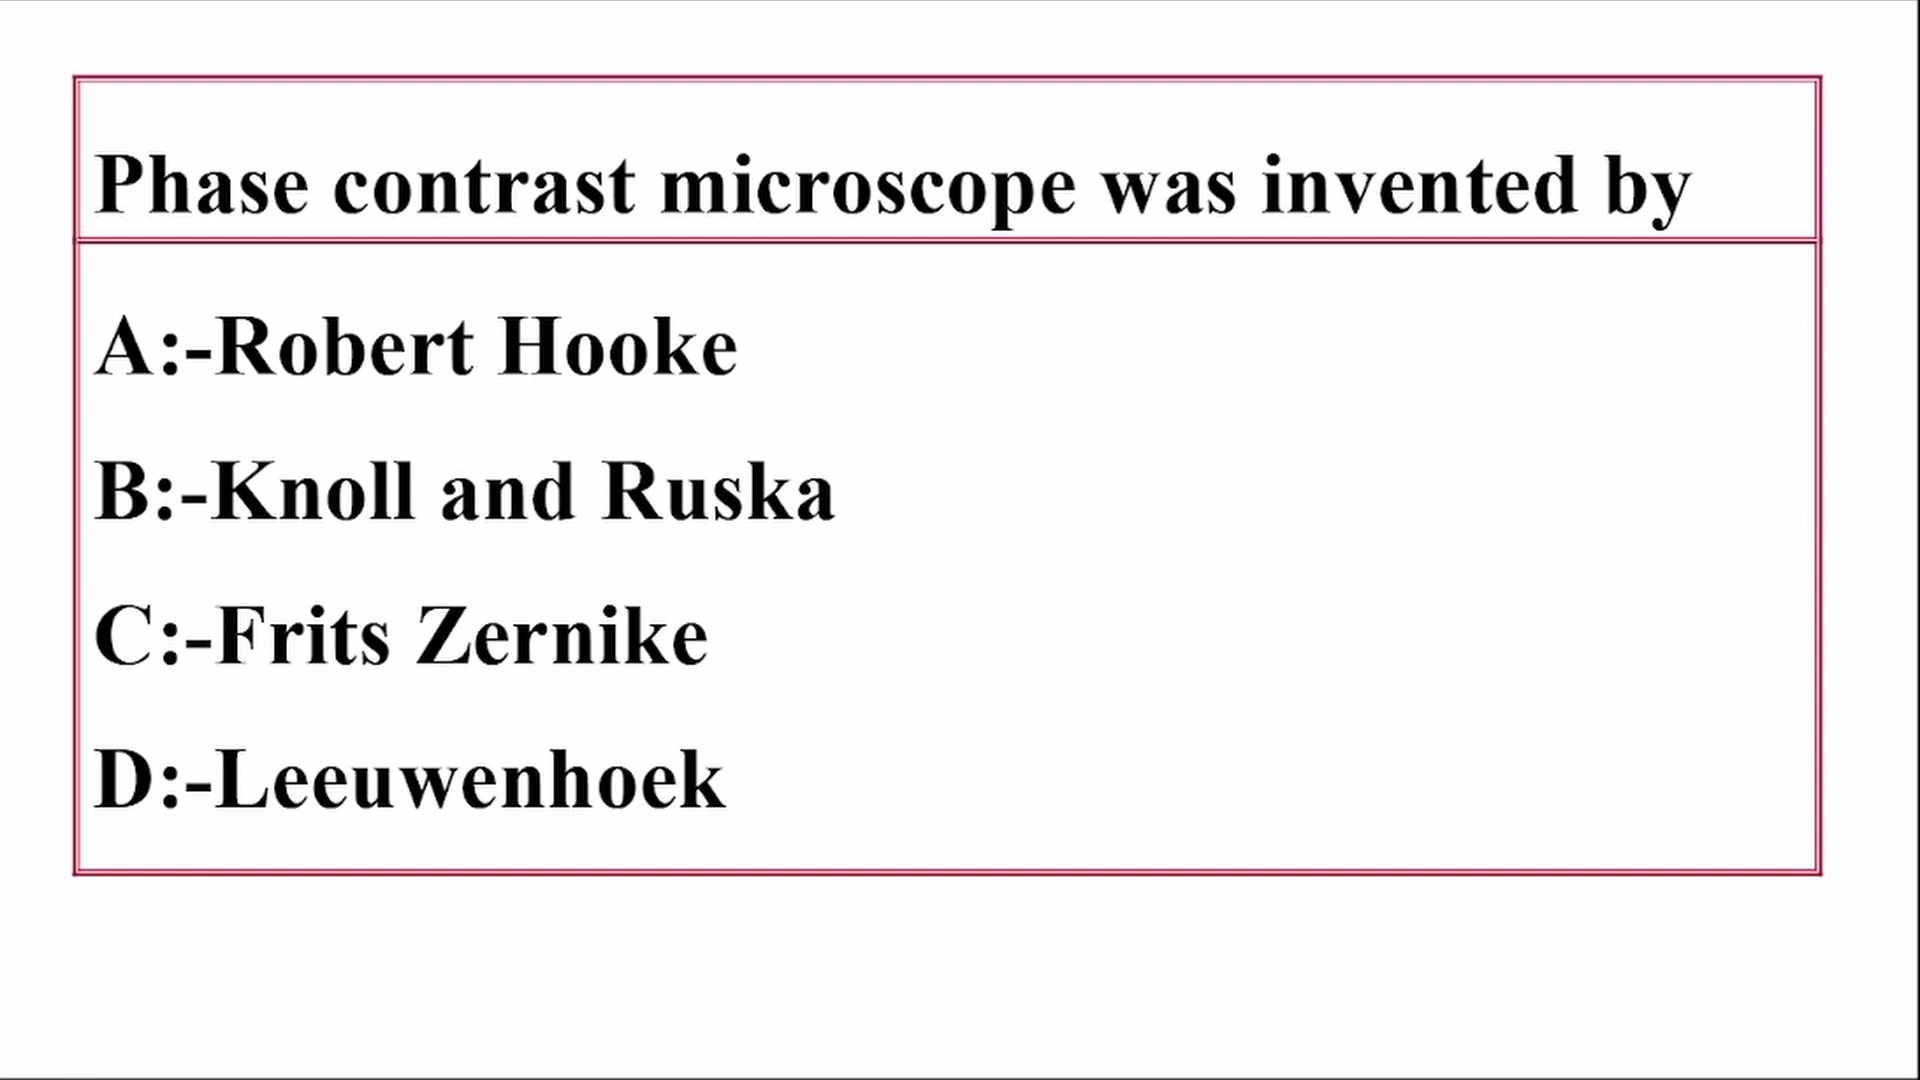 Phase contrast microscope was invented by
A:-Robert Hooke
B:-Knoll and Ruska
C:-Frits Zernike
D:-Leeuwenhoek